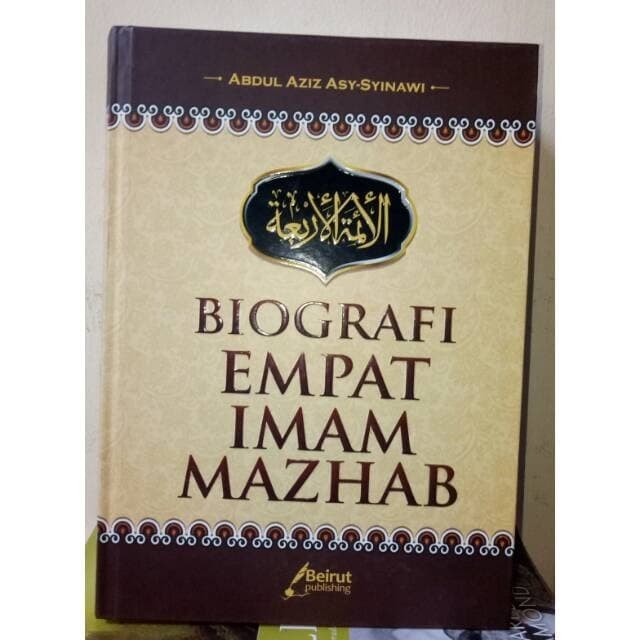 ABDUL AZIZ ASY-SYINAWI
الأئمة الأربعة
BIOGRAFI
EMPAT
IMAM
MAZHAB
Beirut
publishing